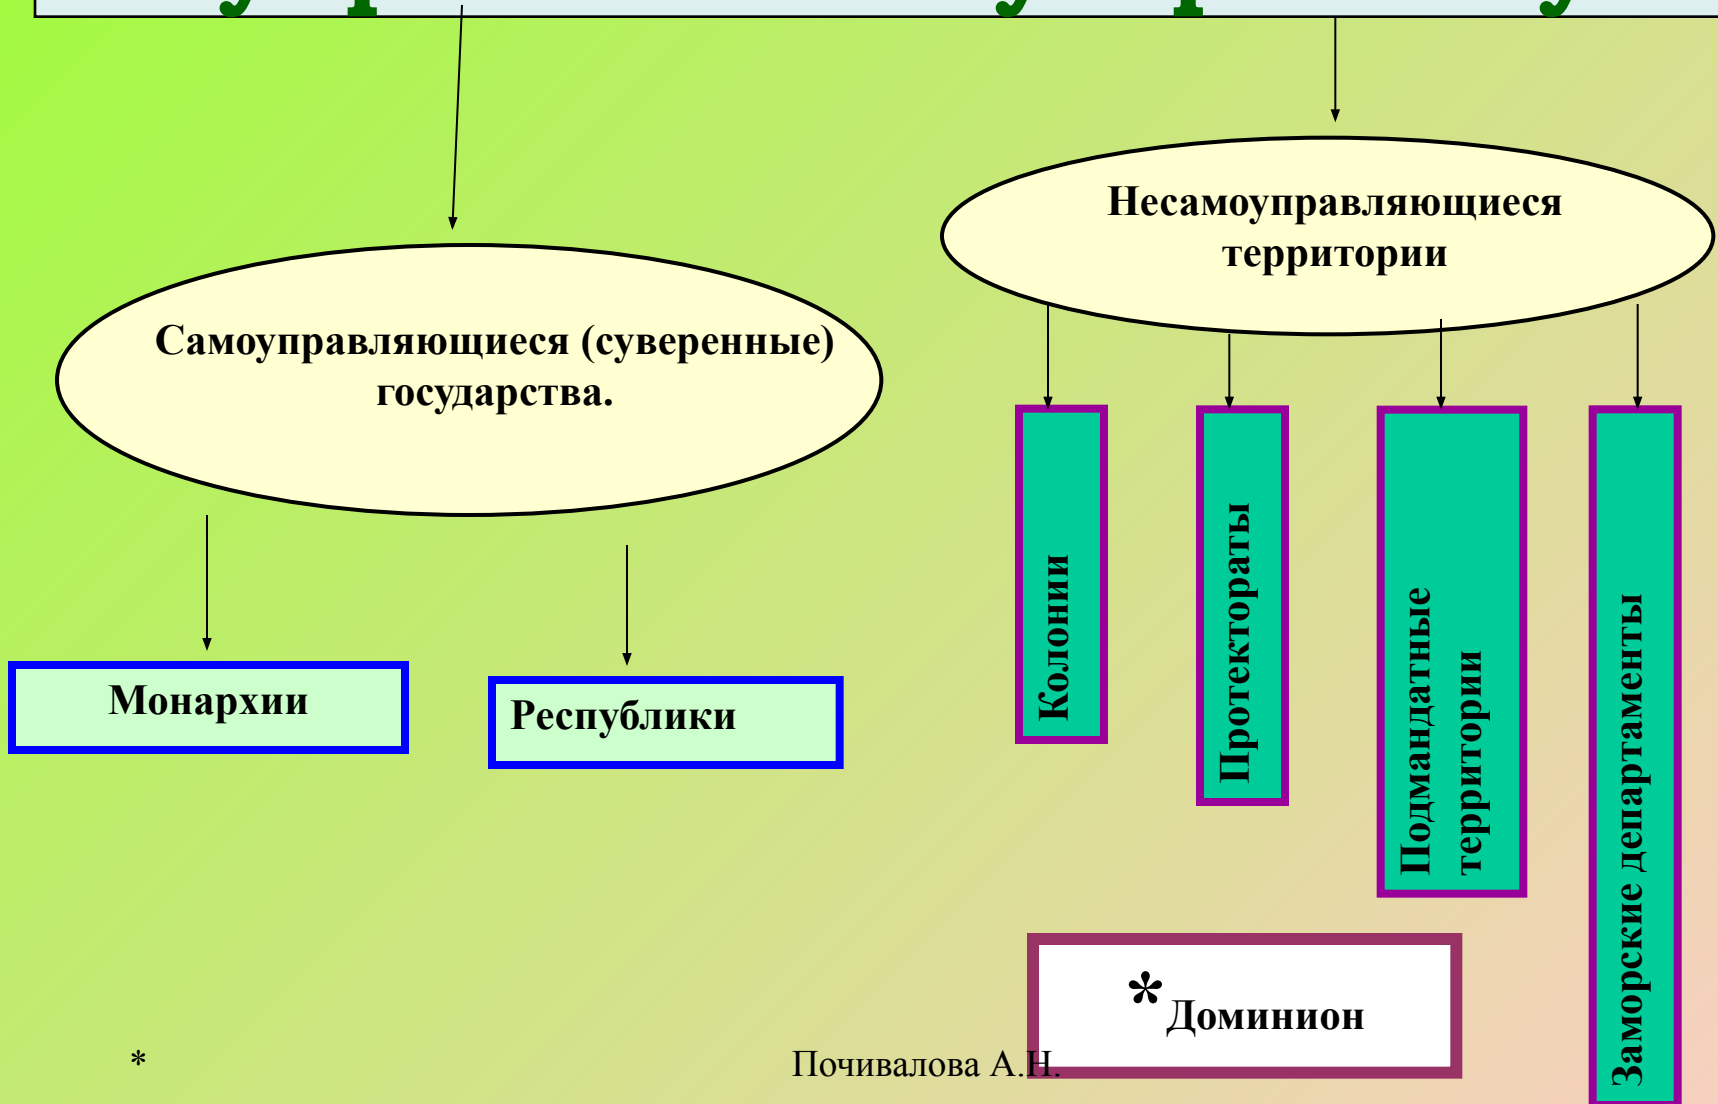 Несамоуправляющиеся
территории
Самоуправляющиеся (суверенные)
государства.
Монархии
Республики
Колонии
Протектораты
Подмандатные
территории
Заморские департаменты
*Доминион
*
Почивалова А.Н.